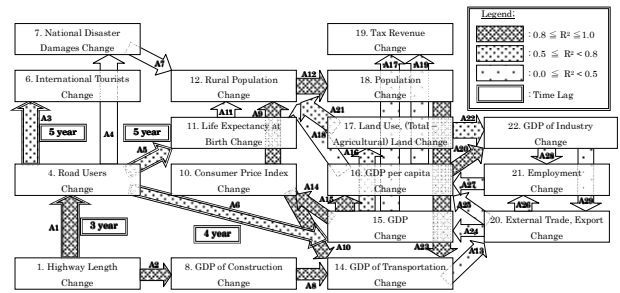 7. National Disaster
Damages Change
19. Tax Revenue
Change
Legend:
: 0.8 ≦ R² ≦1.0
: 0.5 ≦ R² < 0.8
: 0.0 ≦ R² < 0.5
: Time Lag
A7
A17
A19
6. International Tourists
Change
12. Rural Population
Change
A12
18. Population
Change
A3
5 year
A4
5 year
A11
A9
A21
A5
11. Life Expectancy at
Birth Change
A18
17. Land Use, (Total
Agricultural) Land Change
A22
22. GDP of Industry
Change
A16
A20
A28
4. Road Users
Change
10. Consumer Price Index
Change
16. GDP per capita
Change
21. Employment
Change
A27
A6
A14
A15
A25
A26
A29
A1
3 year
4 year
15. GDP
Change
20. External Trade, Export
Change
A24
A10
A23
A13
1. Highway Length
Change
A2
8. GDP of Construction
Change
A8
14. GDP of Transportation,
Change